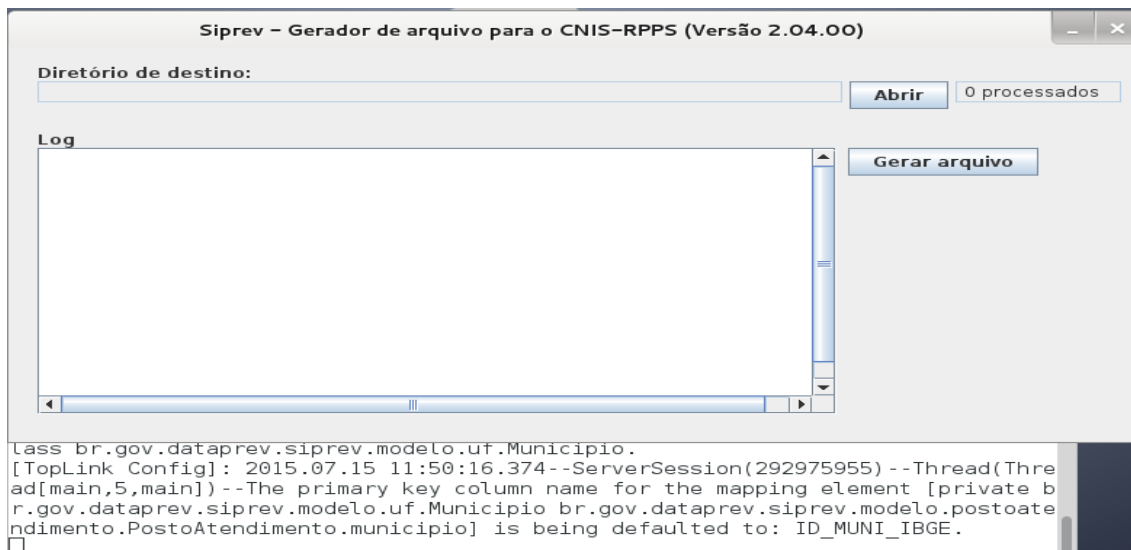 Siprev - Gerador de arquivo para o CNIS-RPPS (Versão 2.04.00)
Diretório de destino:
Abrir
0 processados
Log
Gerar arquivo
lass br.gov.dataprev.siprev.modelo.uf.Municipio.
[TopLink Config]: 2015.07.15 11:50:16.374--ServerSession(292975955)--Thread(Thre
ad[main,5,main])--The primary key column name for the mapping element [private b
r.gov.dataprev.siprev.modelo.uf.Municipio br.gov.dataprev.siprev.modelo.postoate
ndimento.PostoAtendimento.municipio] is being defaulted to: ID_MUNI_IBGE.